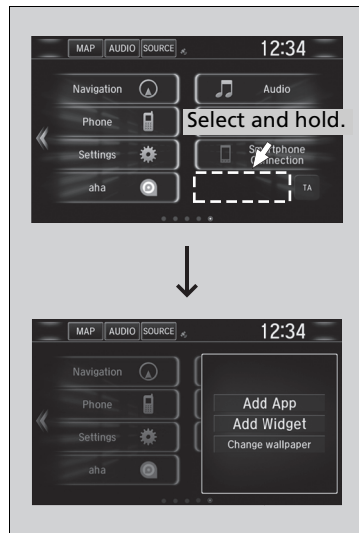 MAP AUDIO SOURCE 12:34
Navigation Audio
Phone Select and hold.
Settings Smartphone
Connection
aha TA
MAP AUDIO SOURCE 12:34
Navigation
Phone Add App
Settings Add Widget
Change wallpaper
aha